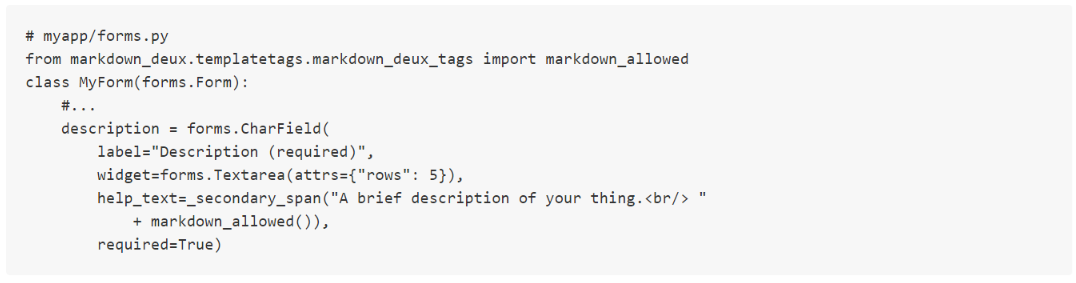 # myapp/forms.py
from markdown_deux.templatetags.markdown_deux_tags import markdown_allowed
class MyForm(forms.Form):
    #...
    description = forms.CharField(
        label="Description (required)",
        widget=forms.Textarea(attrs={"rows": 5}),
        help_text=_secondary_span("A brief description of your thing.<br/> "
            + markdown_allowed()),
        required=True)